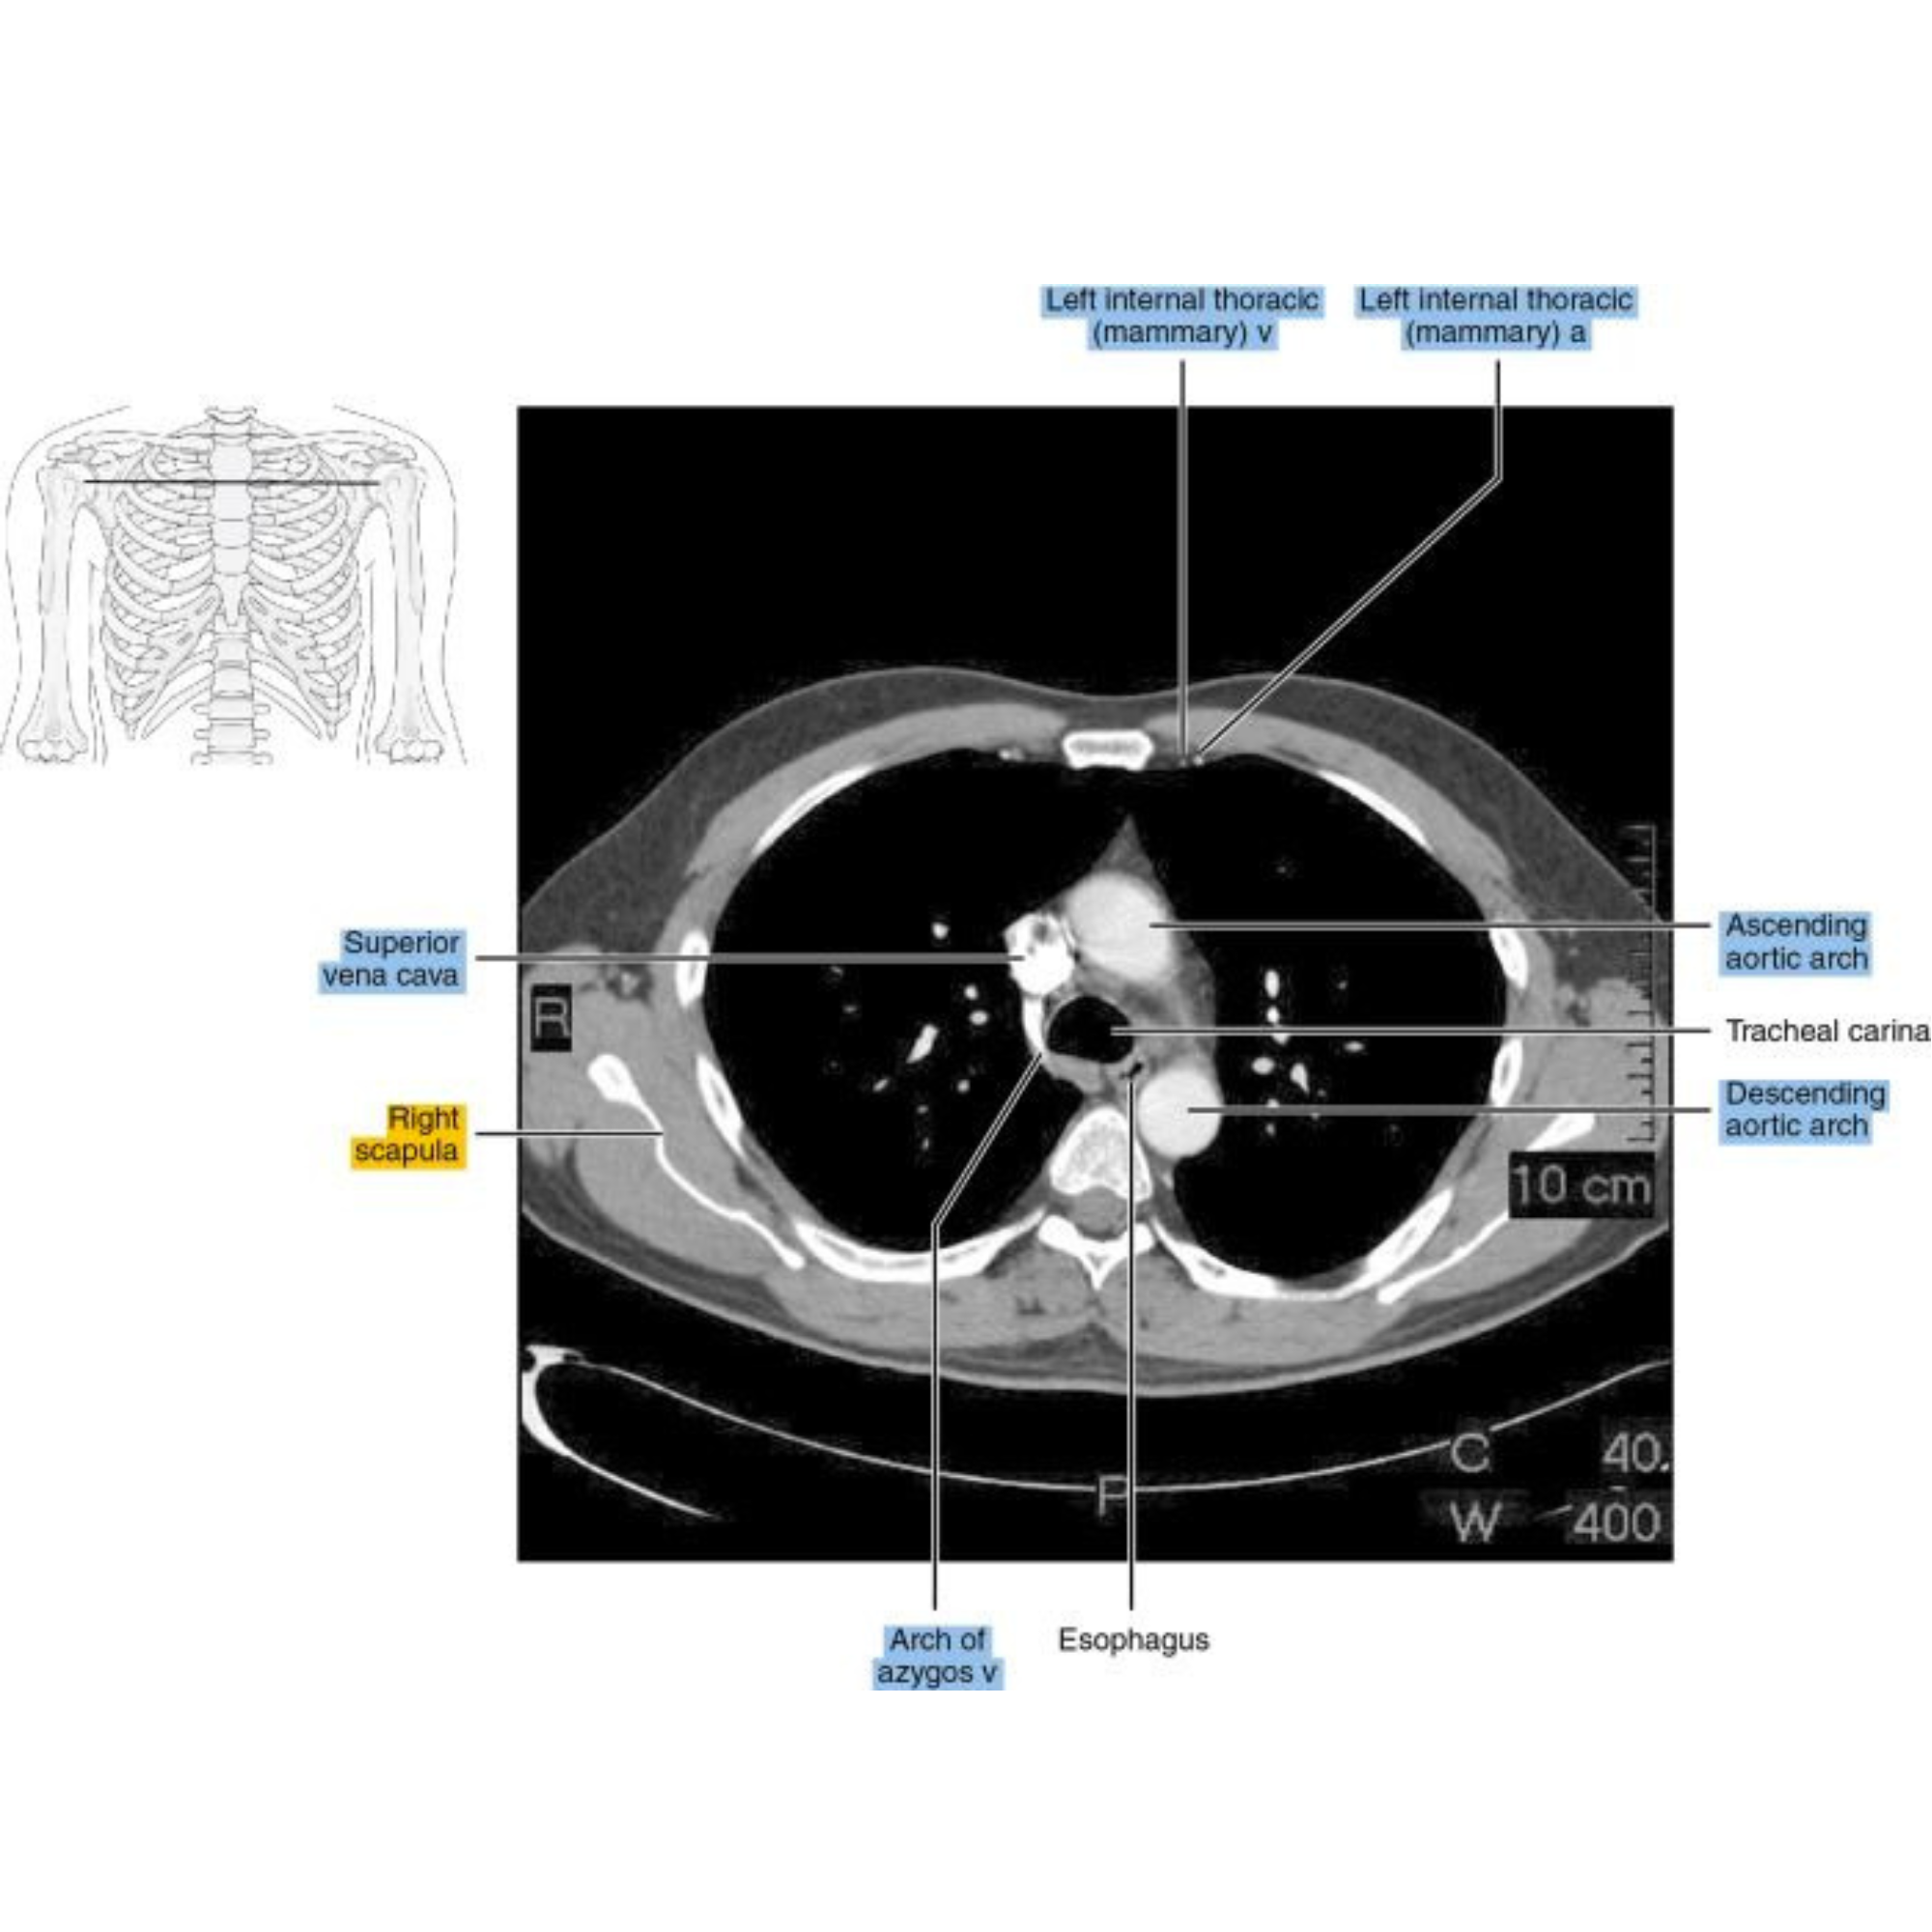 Left internal thoracic
(mammary) v
Left internal thoracic
(mammary) a
Superior
vena cava
Ascending
aortic arch
R
Tracheal carina
Right
scapula
Descending
aortic arch
10 cm
C 40.
P
W 400
Arch of
azygos v
Esophagus